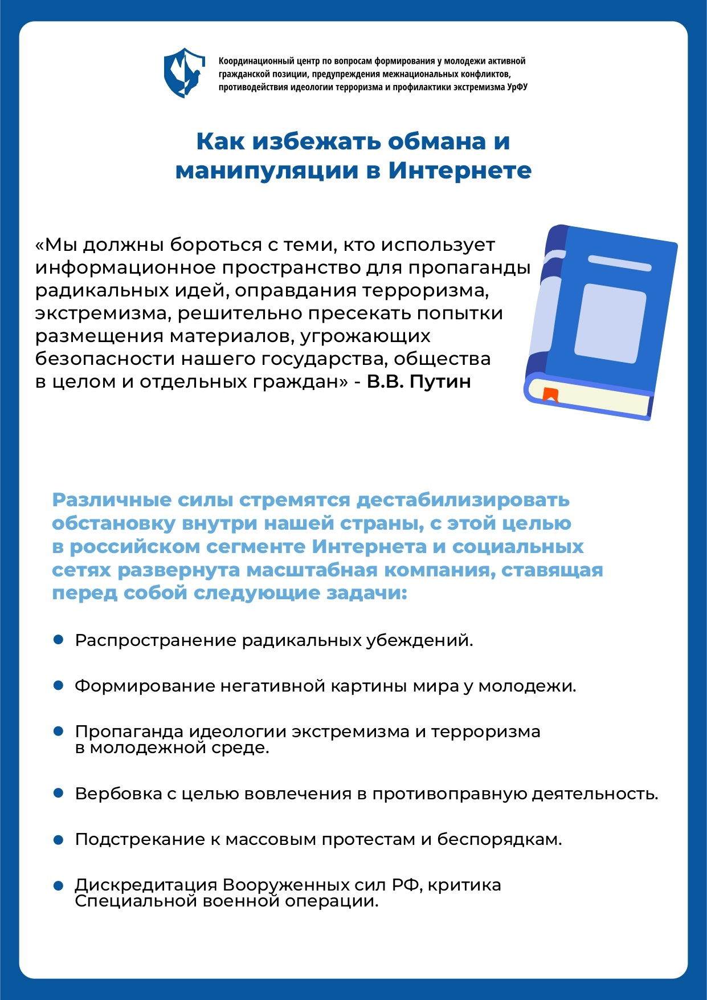 Координационный центр по вопросам формирования у молодежи активной
гражданской позиции, предупреждения межнациональных конфликтов,
противодействия идеологии терроризма и профилактики экстремизма УрФУ
Как избежать обмана и
манипуляции в Интернете
«Мы должны бороться с теми, кто использует
информационное пространство для пропаганды
радикальных идей, оправдания терроризма,
экстремизма, решительно пресекать попытки
размещения материалов, угрожающих
безопасности нашего государства, общества
в целом и отдельных граждан» - В.В. Путин
Различные силы стремятся дестабилизировать
обстановку внутри нашей страны, с этой целью
в российском сегменте Интернета и социальных
сетях развернута масштабная компания, ставящая
перед собой следующие задачи:
● Распространение радикальных убеждений.
● Формирование негативной картины мира у молодежи.
● Пропаганда идеологии экстремизма и терроризма
в молодежной среде.
● Вербовка с целью вовлечения в противоправную деятельность.
● Подстрекание к массовым протестам и беспорядкам.
● Дискредитация Вооруженных сил РФ, критика
Специальной военной операции.